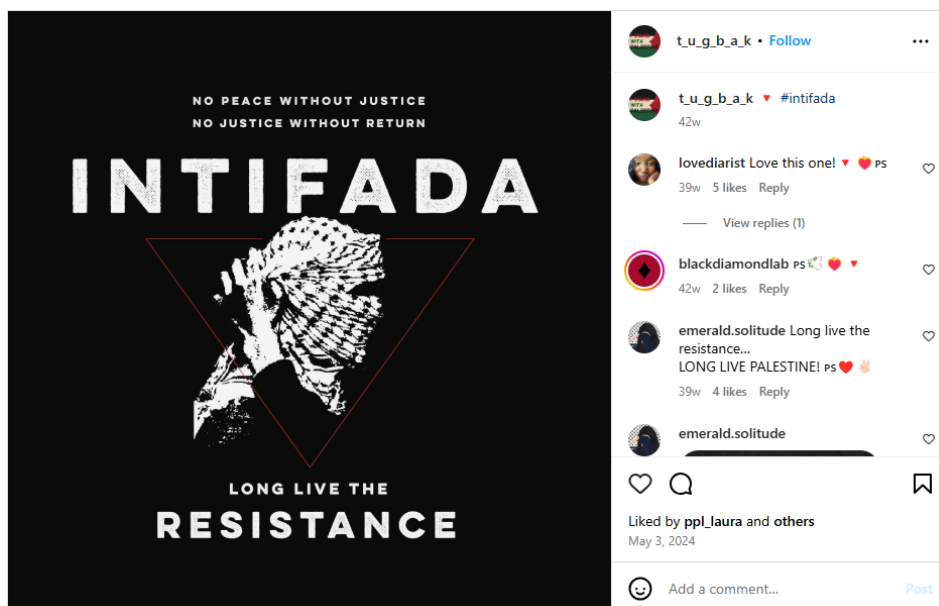 NO PEACE WITHOUT JUSTICE
NO JUSTICE WITHOUT RETURN
INTIFADA
LONG LIVE THE
RESISTANCE
t_u_g_b_a_k • Follow
t_u_g_b_a_k 🔻 #intifada
42w
lovediarist Love this one! 🔻 ❤️‍🔥 PS
39w 5 likes Reply
View replies (1)
blackdiamondlab PS 🕊️ ❤️‍🔥 🔻
42w 2 likes Reply
emerald.solitude Long live the
resistance...
LONG LIVE PALESTINE! PS ❤️ ✌🏻
39w 4 likes Reply
emerald.solitude
Liked by ppl_laura and others
May 3, 2024
Add a comment...
Post